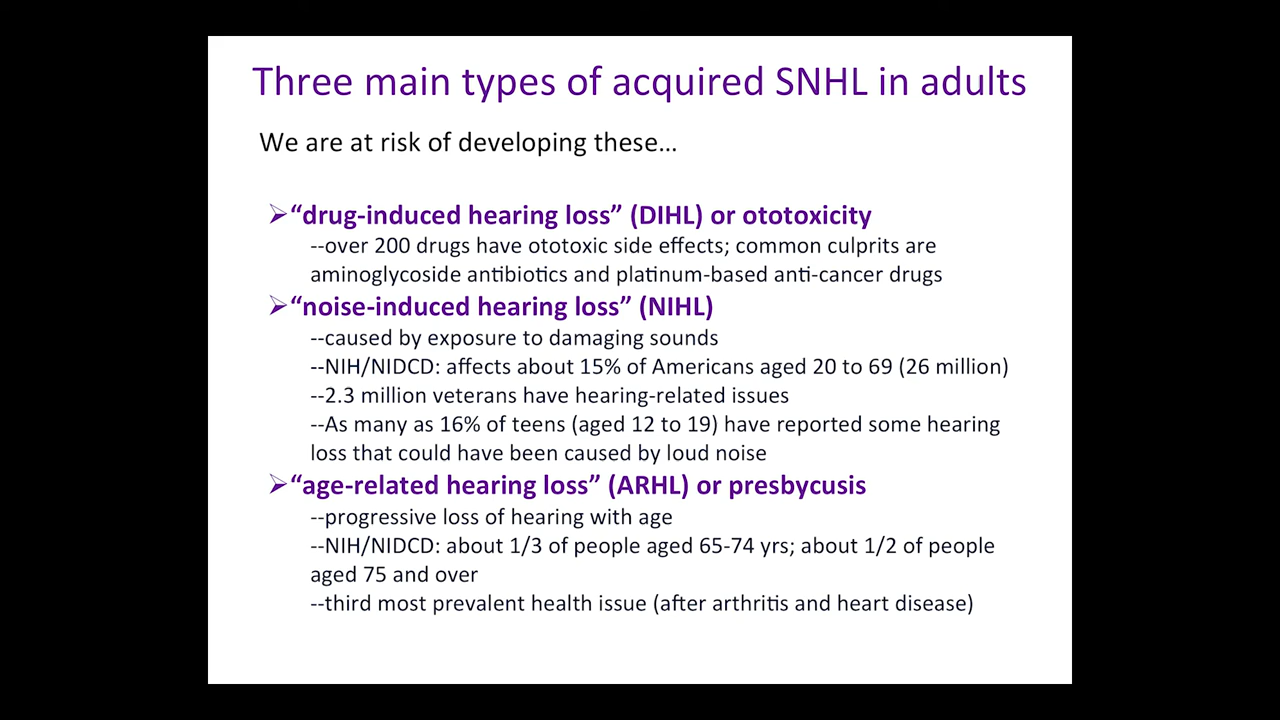 Three main types of acquired SNHL in adults
We are at risk of developing these...
➢“drug-induced hearing loss” (DIHL) or ototoxicity
--over 200 drugs have ototoxic side effects; common culprits are
aminoglycoside antibiotics and platinum-based anti-cancer drugs
➢“noise-induced hearing loss” (NIHL)
--caused by exposure to damaging sounds
--NIH/NIDCD: affects about 15% of Americans aged 20 to 69 (26 million)
--2.3 million veterans have hearing-related issues
--As many as 16% of teens (aged 12 to 19) have reported some hearing
loss that could have been caused by loud noise
➢“age-related hearing loss” (ARHL) or presbycusis
--progressive loss of hearing with age
--NIH/NIDCD: about 1/3 of people aged 65-74 yrs; about 1/2 of people
aged 75 and over
--third most prevalent health issue (after arthritis and heart disease)